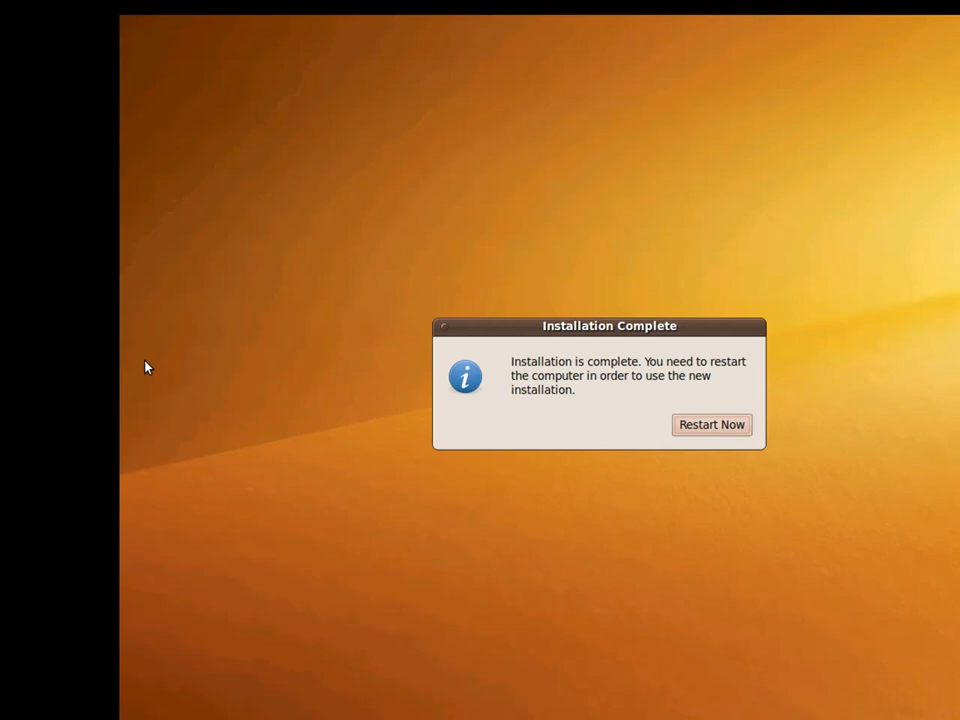 Installation Complete
Installation is complete. You need to restart
the computer in order to use the new
installation.
Restart Now